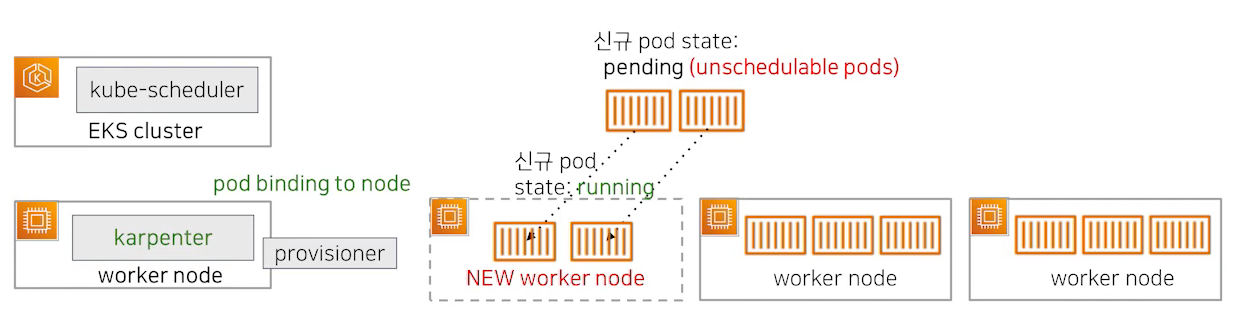 신규 pod state:
pending (unschedulable pods)
kube-scheduler
EKS cluster
신규 pod
state: running
pod binding to node
karpenter
provisioner
worker node
NEW worker node
worker node
worker node